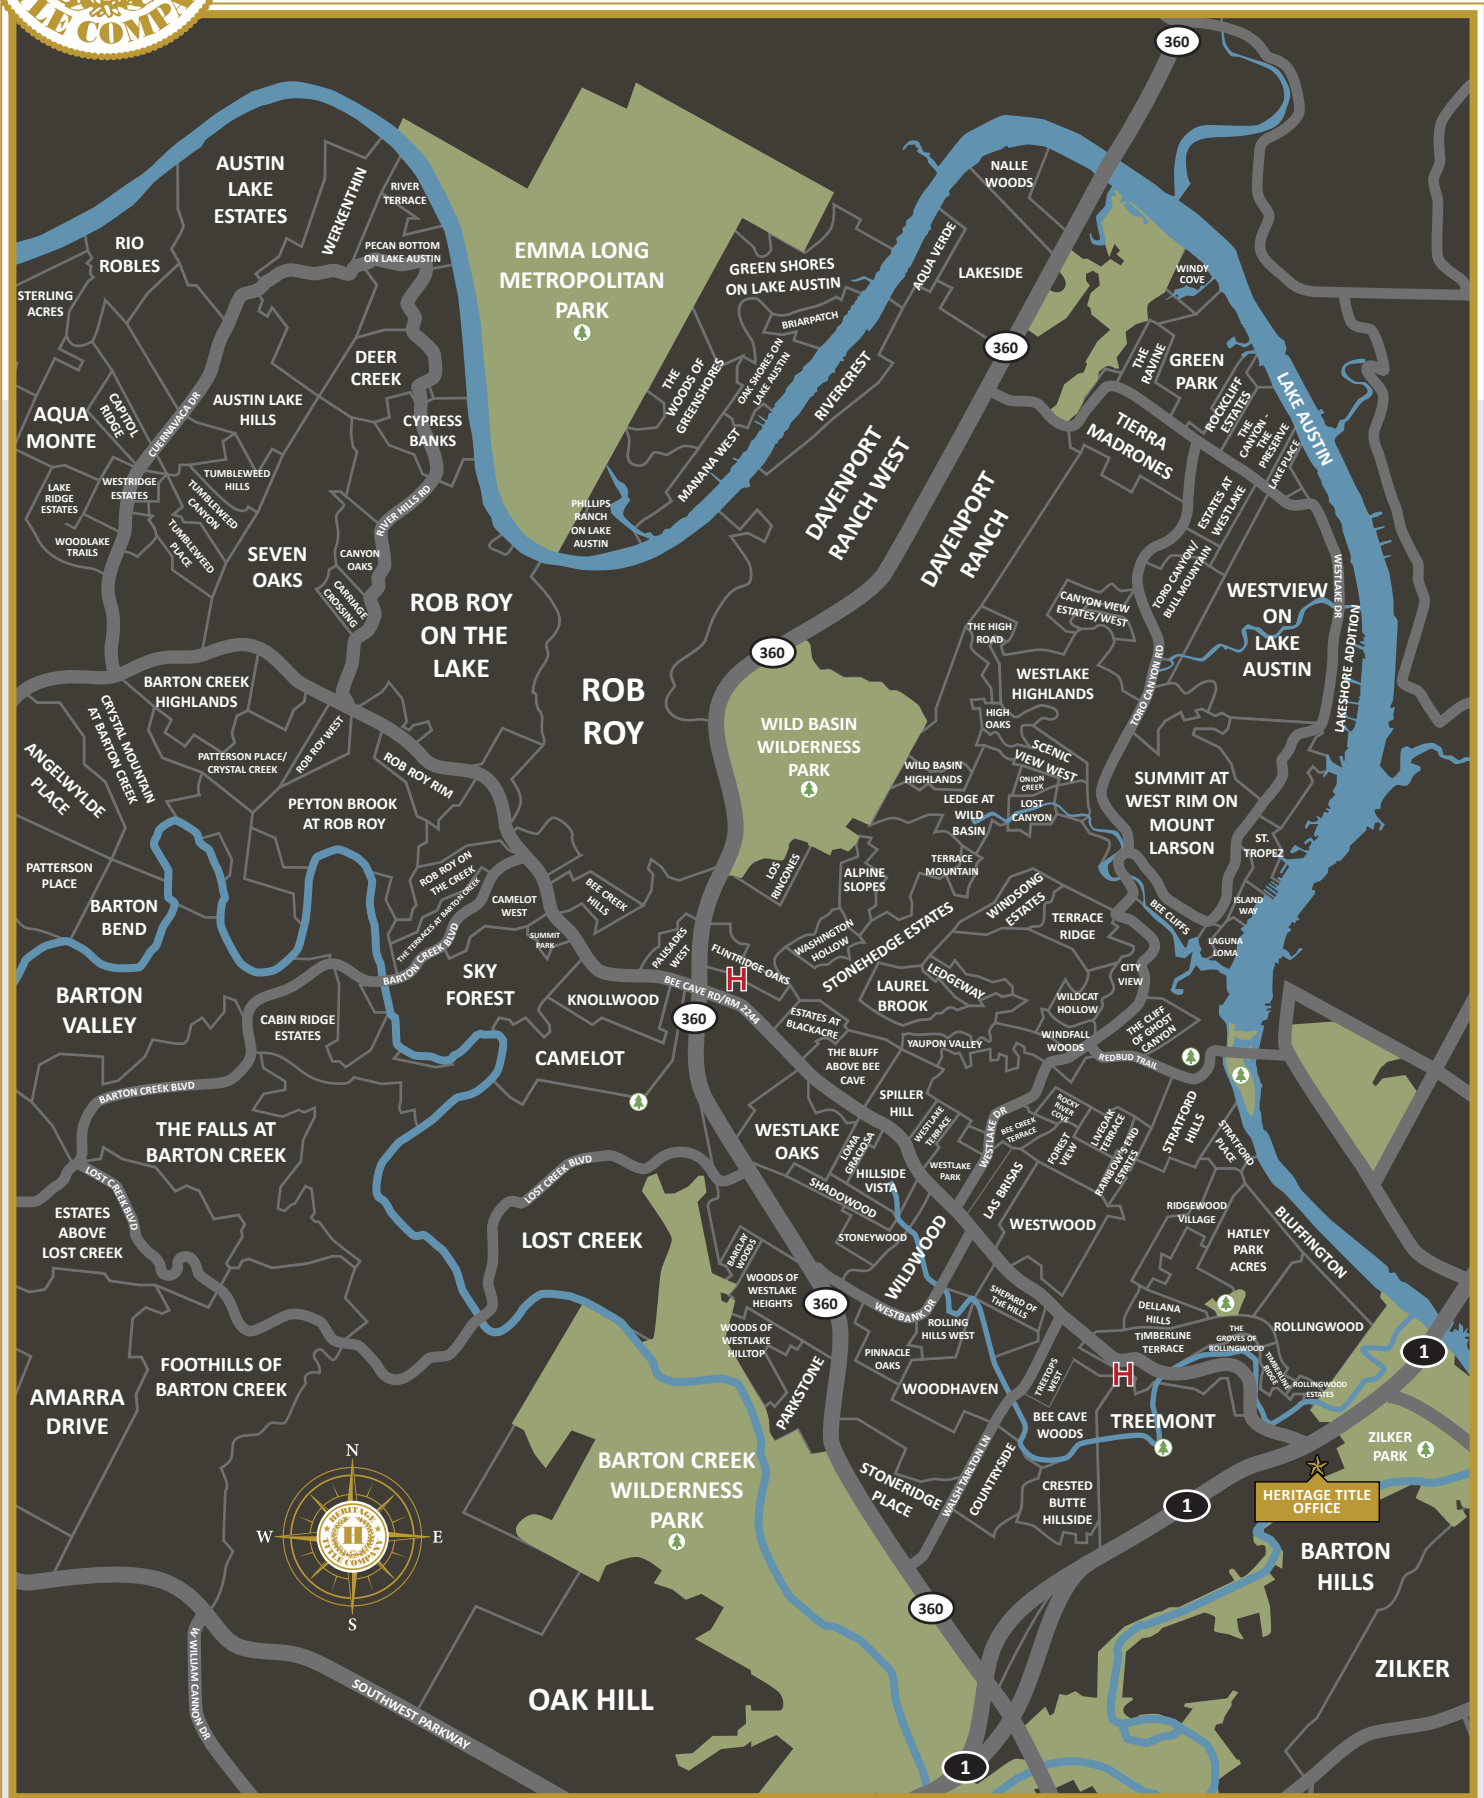 TLE COMPA
360
AUSTIN
LAKE
ESTATES
WERKENTHIN
RIVER
TERRACE
NALLE
WOODS
RIO
ROBLES
PECAN BOTTOM
ON LAKE AUSTIN
EMMA LONG
METROPOLITAN
PARK
GREEN SHORES
ON LAKE AUSTIN
AQUA VERDE
LAKESIDE
WINDY
COVE
STERLING
ACRES
BRIARPATCH
360
DEER
CREEK
THE
WOODS OF
GREENSHORES
OAK SHORES ON
LAKE AUSTIN
RIVERCREST
THE
RAVINE
GREEN
PARK
LAKE AUSTIN
AQUA
MONTE
CAPITOL
RIDGE
CUERNAVACA DR
AUSTIN LAKE
HILLS
CYPRESS
BANKS
MANANA WEST
DAVENPORT
RANCH WEST
TIERRA
MADRONES
ROCKCLIFF
ESTATES
THE
CANYON -
THE
PRESERVE
LAKE PLACE
LAKE
RIDGE
ESTATES
WESTRIDGE
ESTATES
TUMBLEWEED
HILLS
TUMBLEWEED
CANYON
TUMBLEWEED
PLACE
RIVER HILLS RD
PHILLIPS
RANCH
ON LAKE
AUSTIN
DAVENPORT
RANCH
ESTATES AT
WESTLAKE
WOODLAKE
TRAILS
SEVEN
OAKS
CANYON
OAKS
CARRIAGE
CROSSING
TORO CANYON/
BULL MOUNTAIN
WESTLAKE DR
ROB ROY
ON THE
LAKE
CANYON VIEW
ESTATES/WEST
WESTVIEW
ON
LAKE
AUSTIN
360
THE HIGH
ROAD
LAKESHORE ADDITION
BARTON CREEK
HIGHLANDS
ROB
ROY
WESTLAKE
HIGHLANDS
TORO CANYON RD
CRYSTAL MOUNTAIN
AT BARTON CREEK
ANGELWYLDE
PLACE
PATTERSON PLACE/
CRYSTAL CREEK
ROB ROY WEST
ROB ROY RIM
WILD BASIN
WILDERNESS
PARK
HIGH
OAKS
SCENIC
VIEW WEST
WILD BASIN
HIGHLANDS
ONION
CREEK
PEYTON BROOK
AT ROB ROY
LEDGE AT
WILD
BASIN
LOST
CANYON
SUMMIT AT
WEST RIM ON
MOUNT
LARSON
ST.
TROPEZ
PATTERSON
PLACE
ROB ROY ON
THE CREEK
THE TERRACES AT BARTON CREEK
LOS
RINCONES
ALPINE
SLOPES
TERRACE
MOUNTAIN
BARTON
BEND
CAMELOT
WEST
BEE CREEK
HILLS
WINDSONG
ESTATES
TERRACE
RIDGE
BEE CLIFFS
ISLAND
WAY
SUMMIT
PARK
BARTON CREEK BLVD
PALISADES
WEST
FLINTRIDGE OAKS
WASHINGTON
HOLLOW
STONEHEDGE ESTATES
LAGUNA
LOMA
BARTON
VALLEY
SKY
FOREST
KNOLLWOOD
H
BEE CAVE RD/RM 2244
LAUREL
BROOK
LEDGEWAY
CITY
VIEW
CABIN RIDGE
ESTATES
360
ESTATES AT
BLACKACRE
WILDCAT
HOLLOW
THE CLIFF
OF GHOST
CANYON
CAMELOT
THE BLUFF
ABOVE BEE
CAVE
YAUPON VALLEY
WINDFALL
WOODS
REDBUD TRAIL
BARTON CREEK BLVD
SPILLER
HILL
WESTLAKE
TERRACE
WESTLAKE DR
ROCKY
RIVER
COVE
BEE CREEK
TERRACE
LIVEOAK
TERRACE
STRATFORD
HILLS
STRATFORD
PLACE
THE FALLS AT
BARTON CREEK
WESTLAKE
OAKS
LOMA
GRACIOSA
FOREST
VIEW
RAINBOW'S END
ESTATES
LOST CREEK BLVD
LOST CREEK BLVD
HILLSIDE
VISTA
WESTLAKE
PARK
LAS BRISAS
SHADOWOOD
ESTATES
ABOVE
LOST CREEK
LOST CREEK
STONEYWOOD
WILDWOOD
WESTWOOD
RIDGEWOOD
VILLAGE
HATLEY
PARK
ACRES
BLUFFINGTON
BARCLAY
WOODS
WOODS OF
WESTLAKE
HEIGHTS
360
WESTBANK DR
SHEPARD OF
THE HILLS
DELLANA
HILLS
WOODS OF
WESTLAKE
HILLTOP
ROLLING
HILLS WEST
TIMBERLINE
TERRACE
THE
GROVES OF
ROLLINGWOOD
ROLLINGWOOD
1
FOOTHILLS OF
BARTON CREEK
PINNACLE
OAKS
TIMBERLINE
RIDGE
ROLLINGWOOD
ESTATES
AMARRA
DRIVE
PARKSTONE
WOODHAVEN
TREETOPS
WEST
H
BEE CAVE
WOODS
TREEMONT
ZILKER
PARK
N
W
E
S
HERITAGE
H
TITLE COMPANY
BARTON CREEK
WILDERNESS
PARK
STONERIDGE
PLACE
WALSH TARLTON LN
COUNTRYSIDE
CRESTED
BUTTE
HILLSIDE
1
HERITAGE TITLE
OFFICE
BARTON
HILLS
360
W WILLIAM CANNON DR
SOUTHWEST PARKWAY
OAK HILL
ZILKER
1